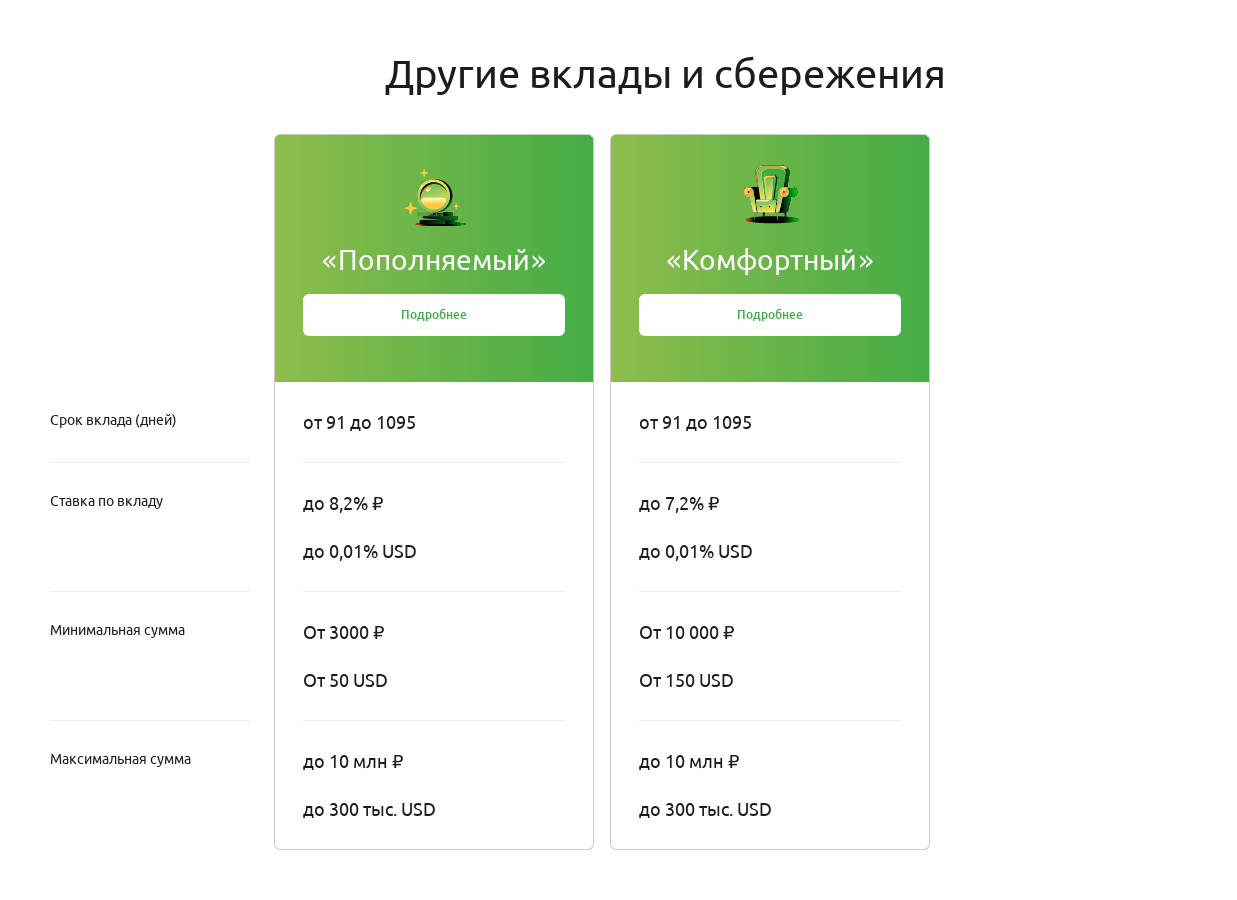 Другие вклады и сбережения
«Пополняемый»
«Комфортный»
Подробнее
Подробнее
Срок вклада (дней)
от 91 до 1095
от 91 до 1095
Ставка по вкладу
до 8,2% ₽
до 7,2% ₽
до 0,01% USD
до 0,01% USD
Минимальная сумма
От 3000 ₽
От 10 000 ₽
От 50 USD
От 150 USD
Максимальная сумма
до 10 млн ₽
до 10 млн ₽
до 300 тыс. USD
до 300 тыс. USD